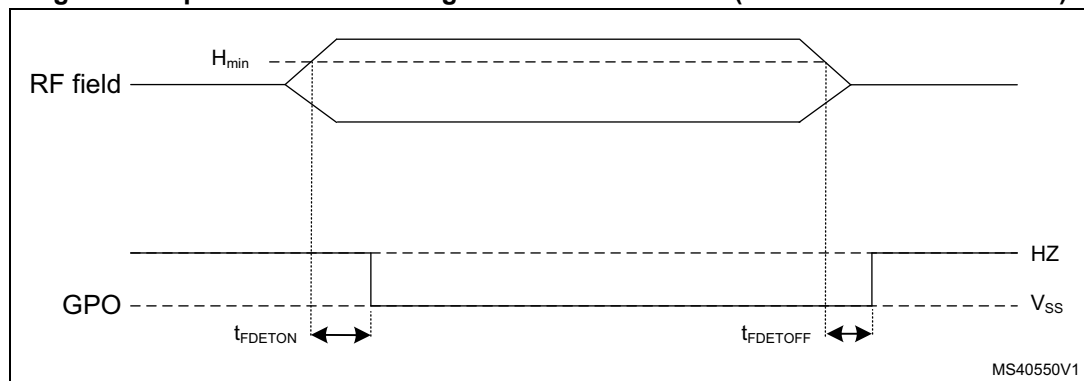 H_min
RF field
HZ
GPO
V_SS
t_FDETON
t_FDETOFF
MS40550V1